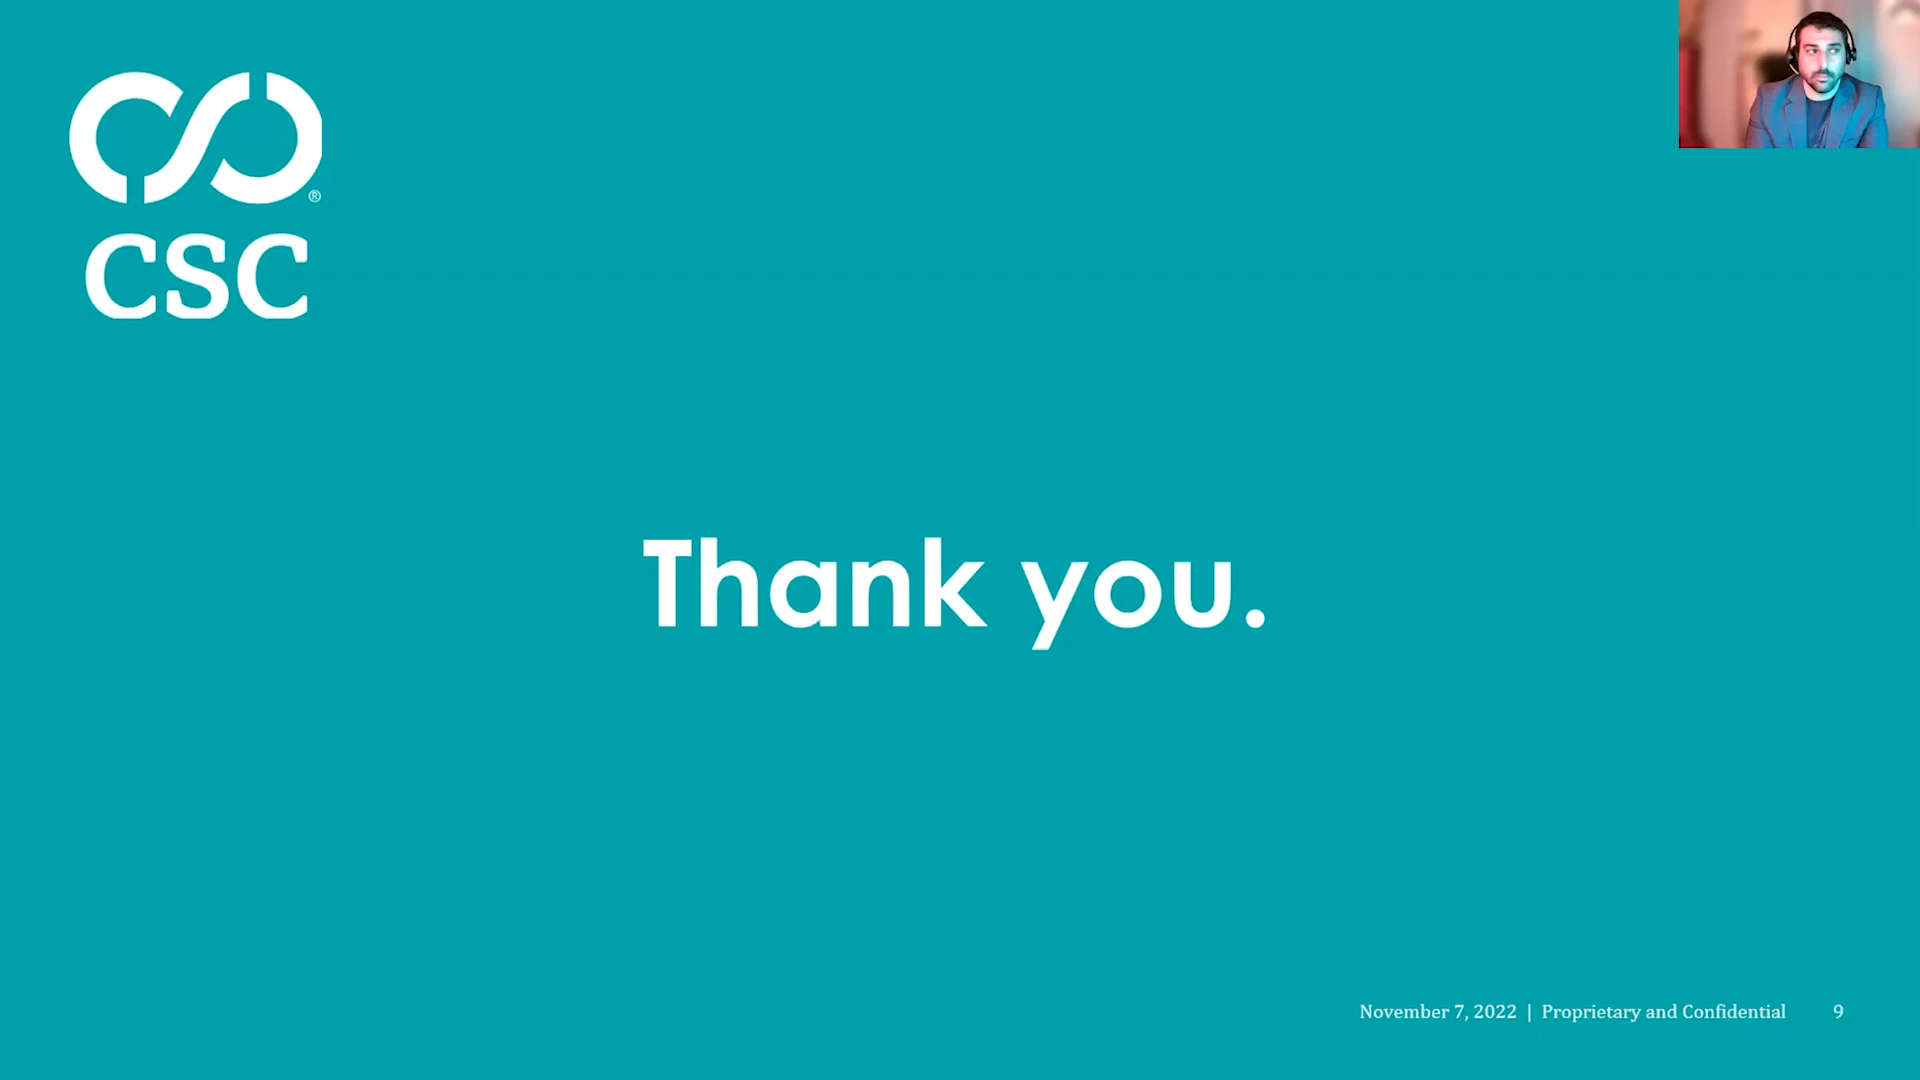 ®
CSC
Thank you.
November 7, 2022 | Proprietary and Confidential 9